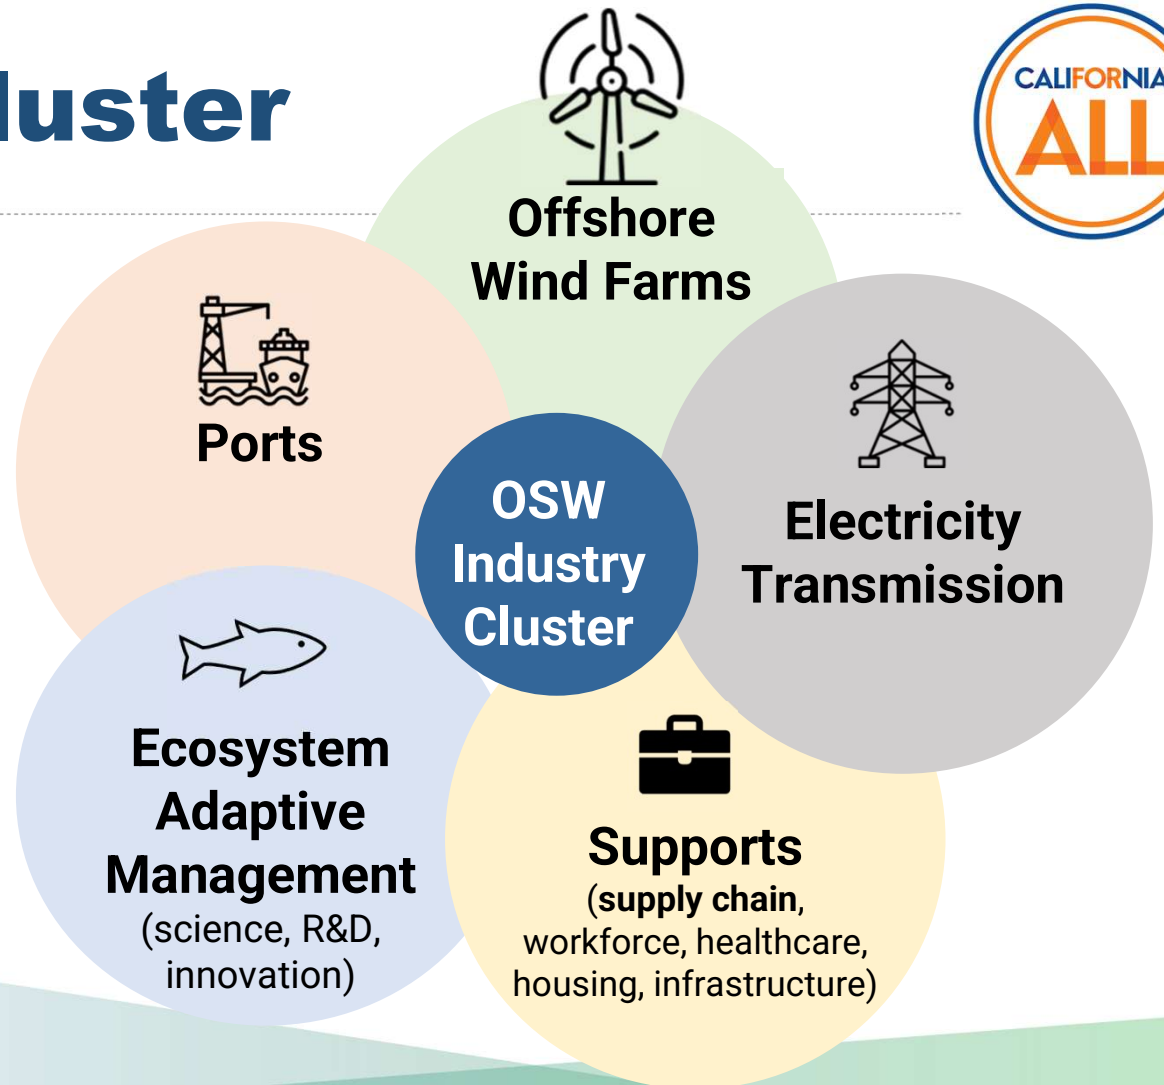 luster
CALIFORNIA
ALL
Offshore
Wind Farms
Ports
OSW
Industry
Cluster
Electricity
Transmission
Ecosystem
Adaptive
Management
(science, R&D,
innovation)
Supports
(supply chain,
workforce, healthcare,
housing, infrastructure)